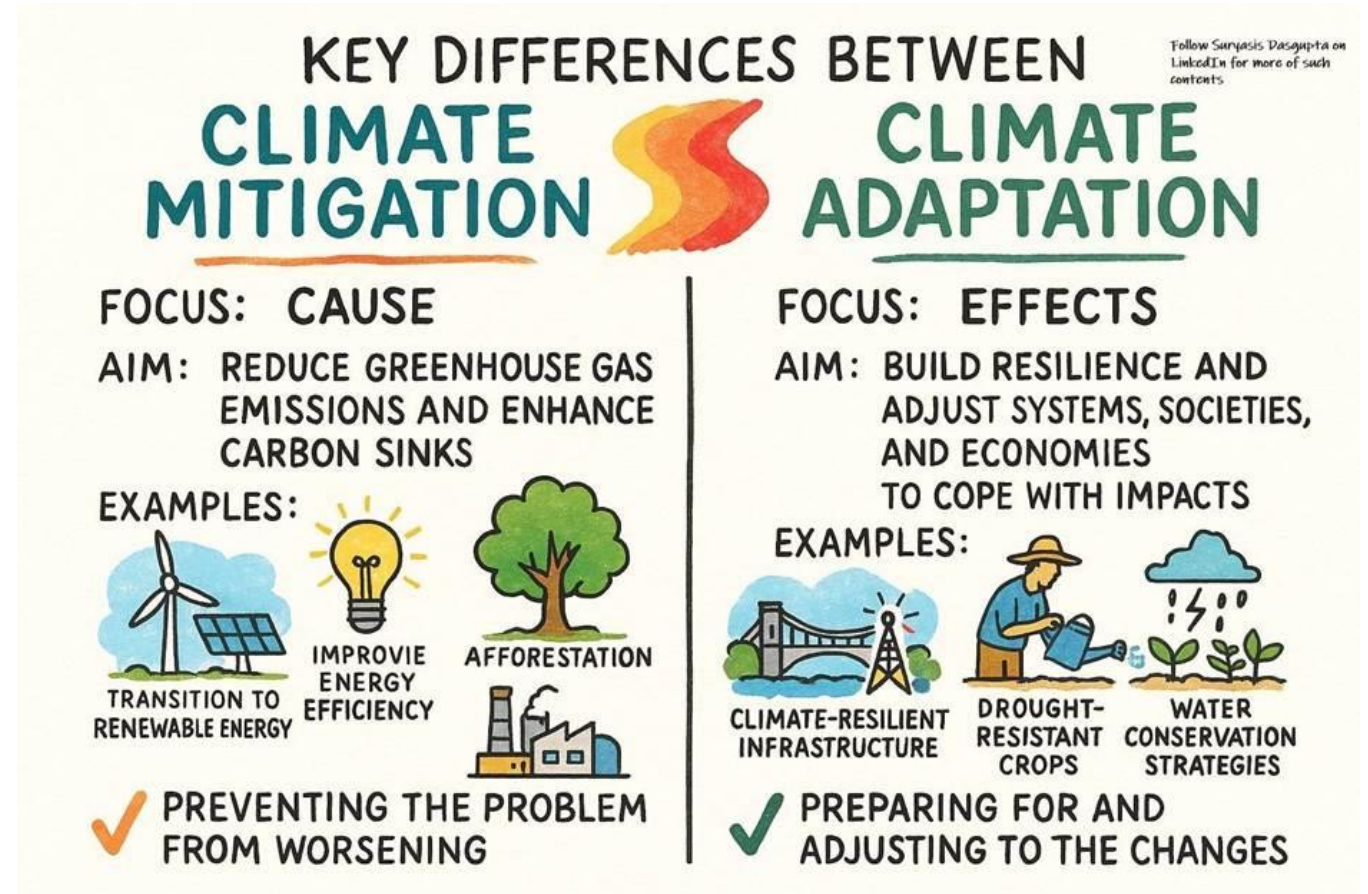 KEY DIFFERENCES BETWEEN
Follow Suryasis Dasgupta on
LinkedIn for more of such
contents
CLIMATE
MITIGATION
CLIMATE
ADAPTATION
FOCUS: CAUSE
AIM: REDUCE GREENHOUSE GAS
EMISSIONS AND ENHANCE
CARBON SINKS
EXAMPLES:
TRANSITION TO
RENEWABLE ENERGY
IMPROVIE
ENERGY
EFFICIENCY
AFFORESTATION
PREVENTING THE PROBLEM
FROM WORSENING
FOCUS: EFFECTS
AIM: BUILD RESILIENCE AND
ADJUST SYSTEMS, SOCIETIES,
AND ECONOMIES
TO COPE WITH IMPACTS
EXAMPLES:
CLIMATE-RESILIENT
INFRASTRUCTURE
DROUGHT-
RESISTANT
CROPS
WATER
CONSERVATION
STRATEGIES
PREPARING FOR AND
ADJUSTING TO THE CHANGES